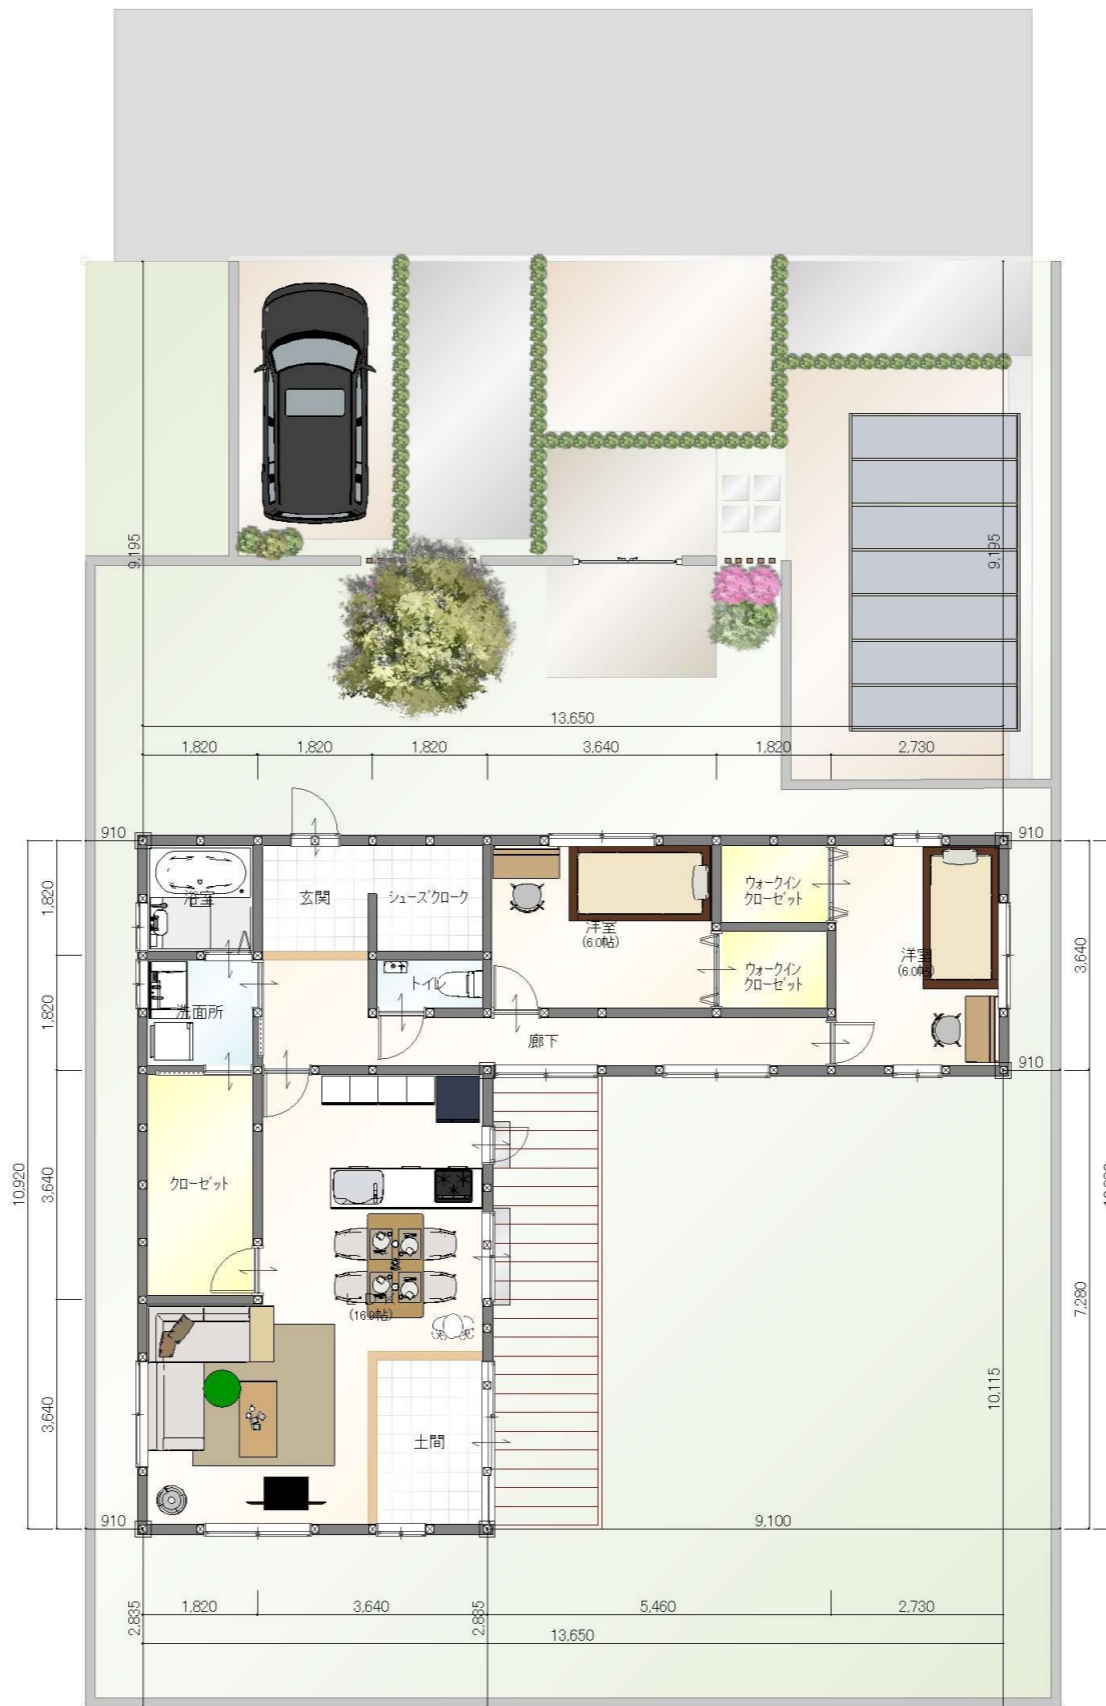 9,195
9,195
13,650
1,820
1,820
1,820
3,640
1,820
2,730
910
910
1,820
浴室
玄関
シューズクローク
洋室
(6.0帖)
ウォークイン
クローゼット
3,640
洋室
(6.0帖)
1,820
洗面所
トイレ
ウォークイン
クローゼット
廊下
910
10,920
3,640
クローゼット
7,280
3,640
土間
10,115
910
9,100
2,835
1,820
3,640
2,835
5,460
2,730
13,650